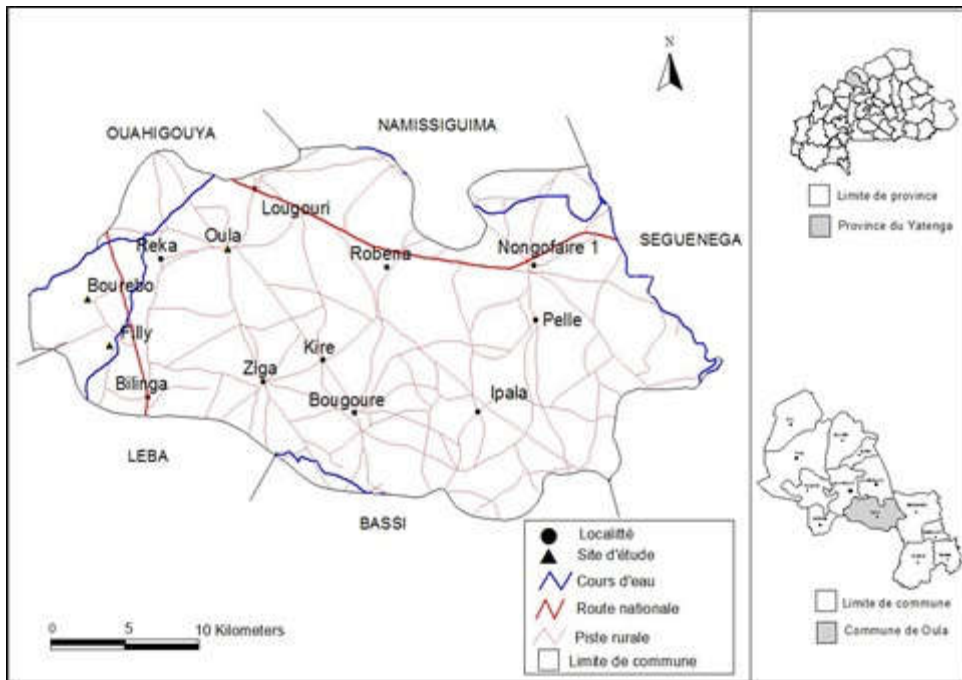 N
OUAHIGOUYA
NAMISSIGUIMA
Lougouri
Reka
Oula
Robena
Nongofaire 1
SEGUENEGA
Bourebo
Filly
Pelle
Kire
Ziga
Bilinga
Bougoure
Ipala
LEBA
BASSI
0 5 10 Kilometers
Localitté
Site d'étude
Cours d'eau
Route nationale
Piste rurale
Limite de commune
Limite de province
Province du Yatenga
Limite de commune
Commune de Oula